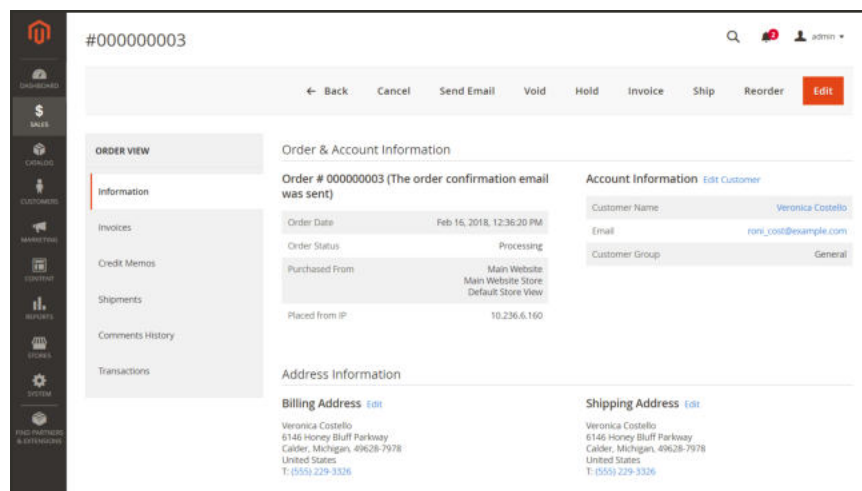 #000000003
2
admin
DASHBOARD
SALES
CATALOG
CUSTOMERS
MARKETING
CONTENT
REPORTS
STORES
SYSTEM
FIND PARTNERS
& EXTENSIONS
Back Cancel Send Email Void Hold Invoice Ship Reorder Edit
ORDER VIEW
Information
Invoices
Credit Memos
Shipments
Comments History
Transactions
Order & Account Information
Order # 000000003 (The order confirmation email
was sent)
Order Date Feb 16, 2018, 12:36:20 PM
Order Status Processing
Purchased From Main Website
Main Website Store
Default Store View
Placed from IP 10.236.6.160
Account Information Edit Customer
Customer Name Veronica Costello
Email roni_cost@example.com
Customer Group General
Address Information
Billing Address Edit
Veronica Costello
6146 Honey Bluff Parkway
Calder, Michigan, 49628-7978
United States
T: (555) 229-3326
Shipping Address Edit
Veronica Costello
6146 Honey Bluff Parkway
Calder, Michigan, 49628-7978
United States
T: (555) 229-3326